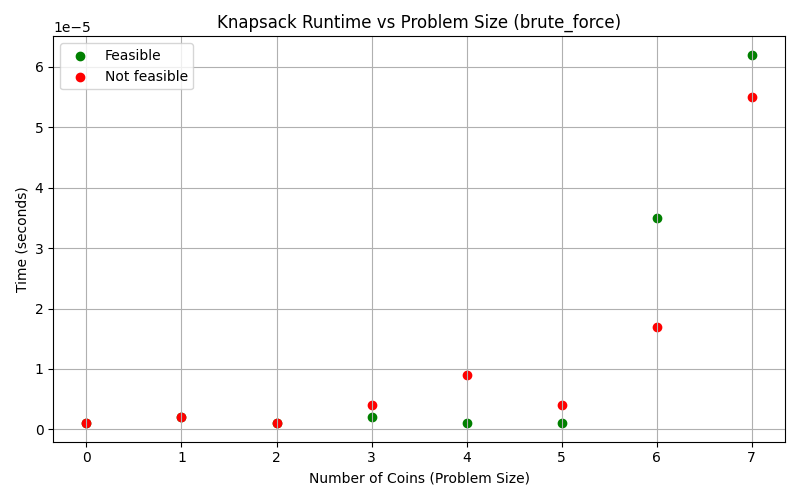 Knapsack Runtime vs Problem Size (brute_force)
1e−5
Feasible
Not feasible
6
5
4
3
2
1
0
Time (seconds)
0 1 2 3 4 5 6 7
Number of Coins (Problem Size)